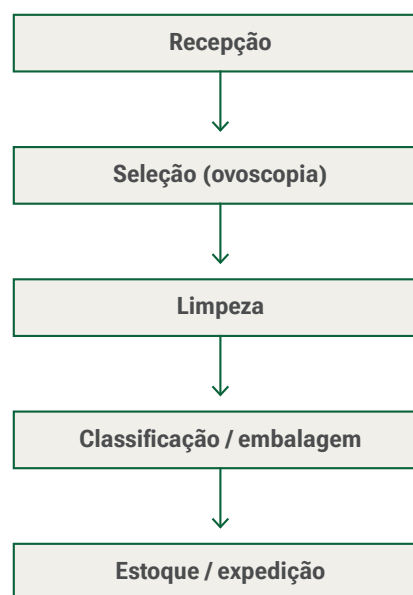 Recepção
Seleção (ovoscopia)
Limpeza
Classificação / embalagem
Estoque / expedição